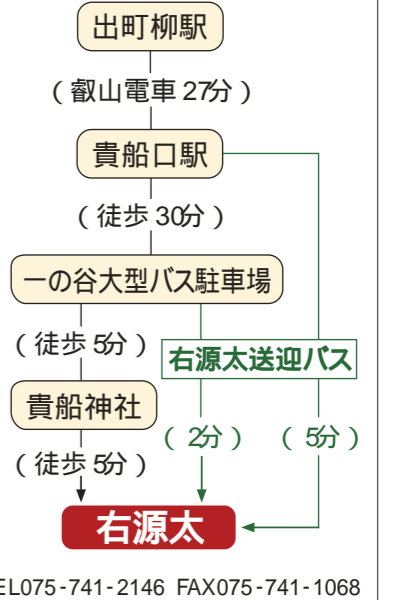 出町柳駅
（叡山電車 27分）
貴船口駅
（徒歩 30分）
一の谷大型バス駐車場
（徒歩 5分）
右源太送迎バス
貴船神社
（2分） （5分）
（徒歩 5分）
右源太
EL075-741-2146 FAX075-741-1068